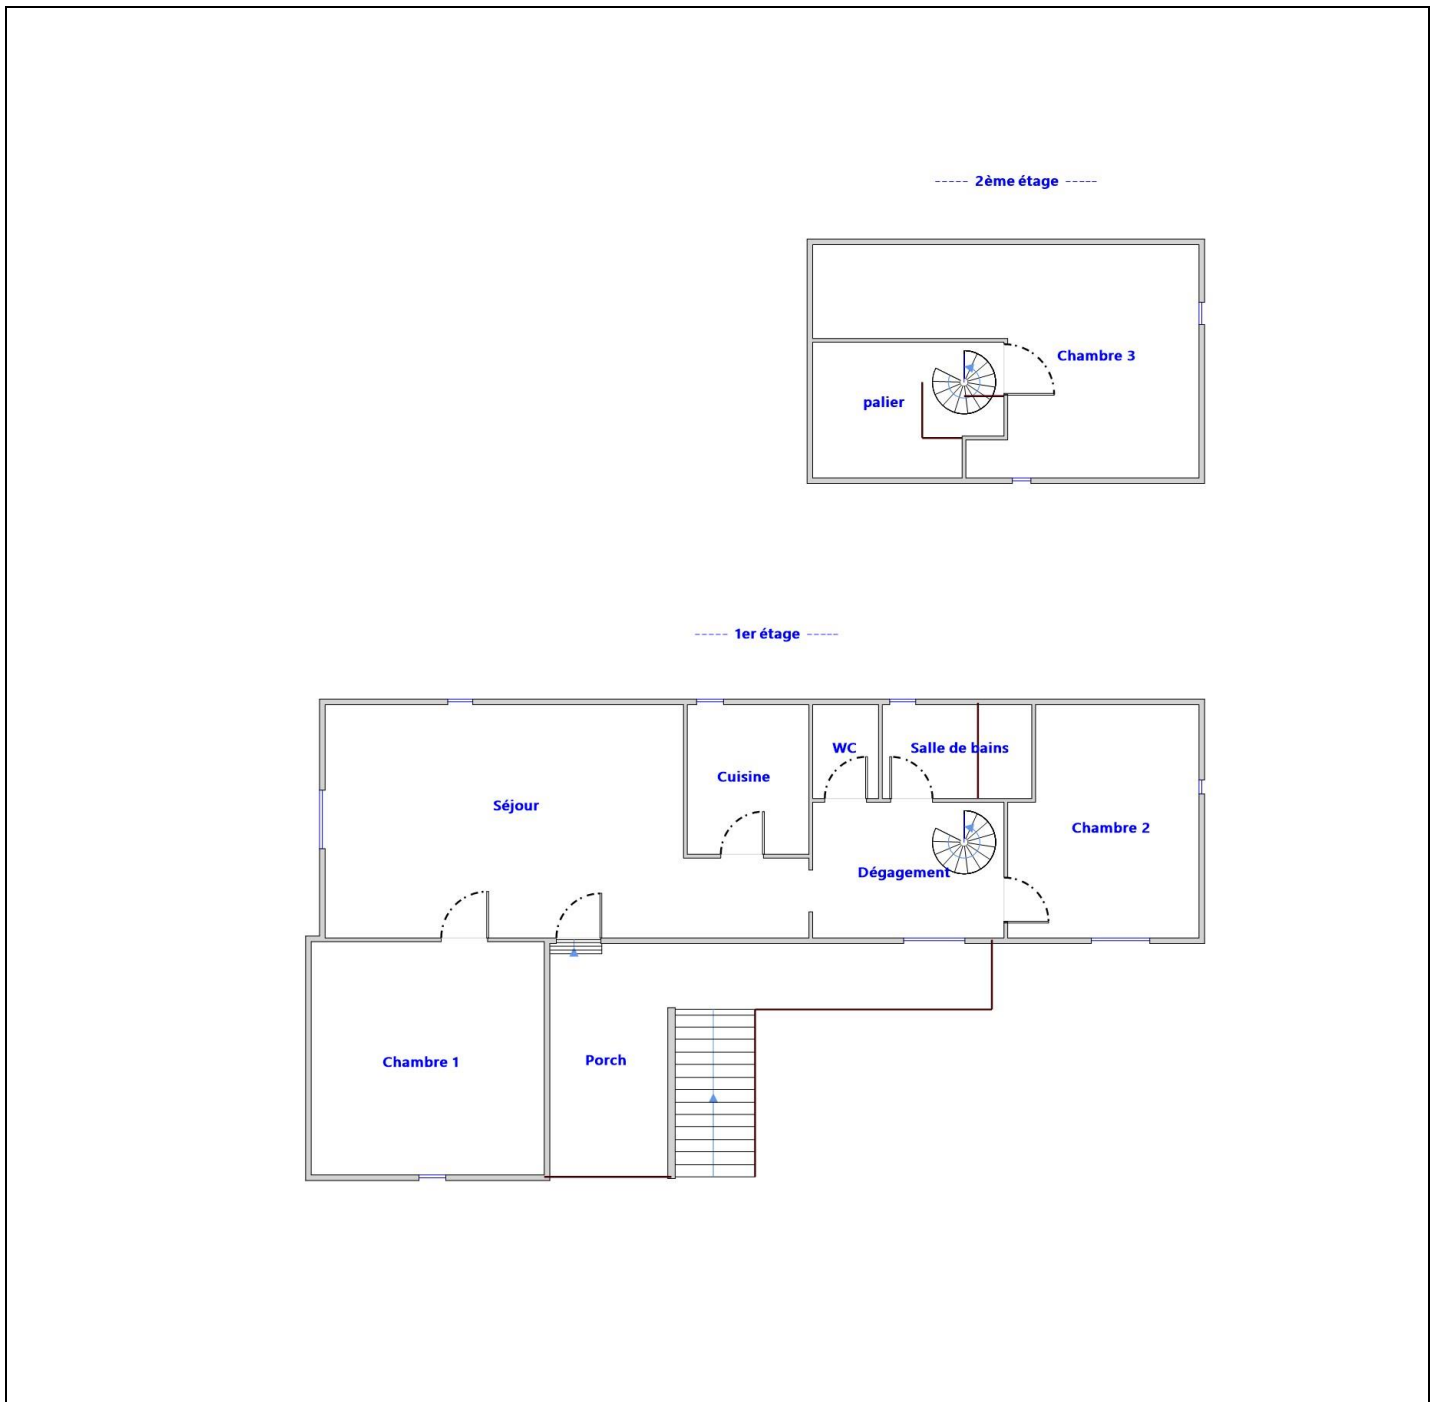 ----- 2ème étage -----
Chambre 3
palier
----- 1er étage -----
WC
Salle de bains
Cuisine
Séjour
Chambre 2
Dégagement
Porch
Chambre 1